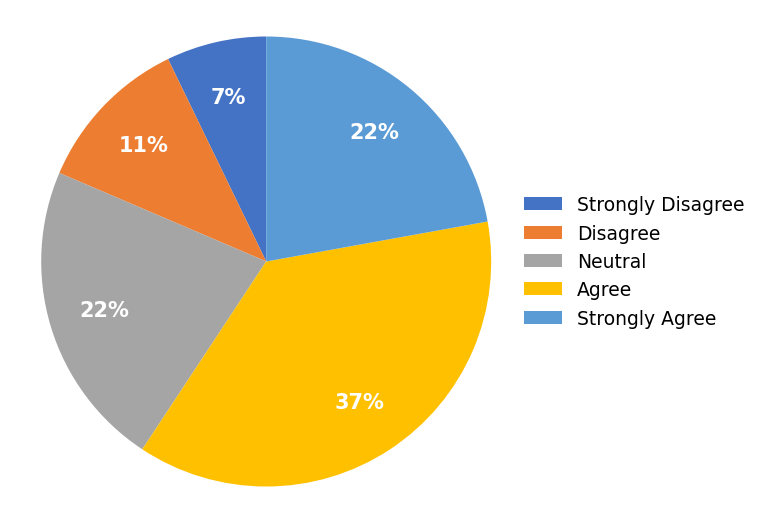 7%
22%
11%
22%
37%
Strongly Disagree
Disagree
Neutral
Agree
Strongly Agree